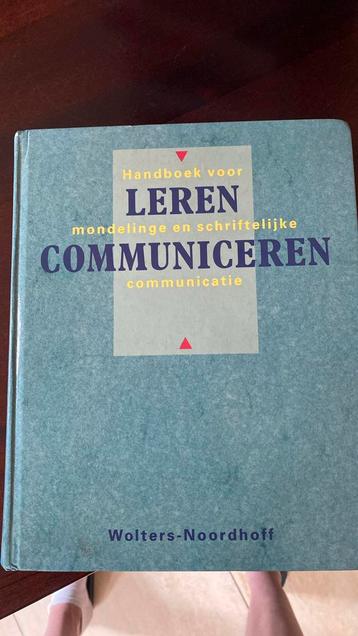 Handboek voor
LEREN
mondelinge en schriftelijke
COMMUNICEREN
communicatie
Wolters-Noordhoff